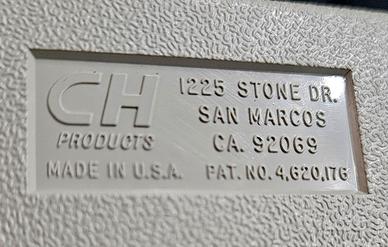 CH
PRODUCTS
MADE IN U.S.A.
1225 STONE DR.
SAN MARCOS
CA. 92069
PAT. NO. 4,620,176